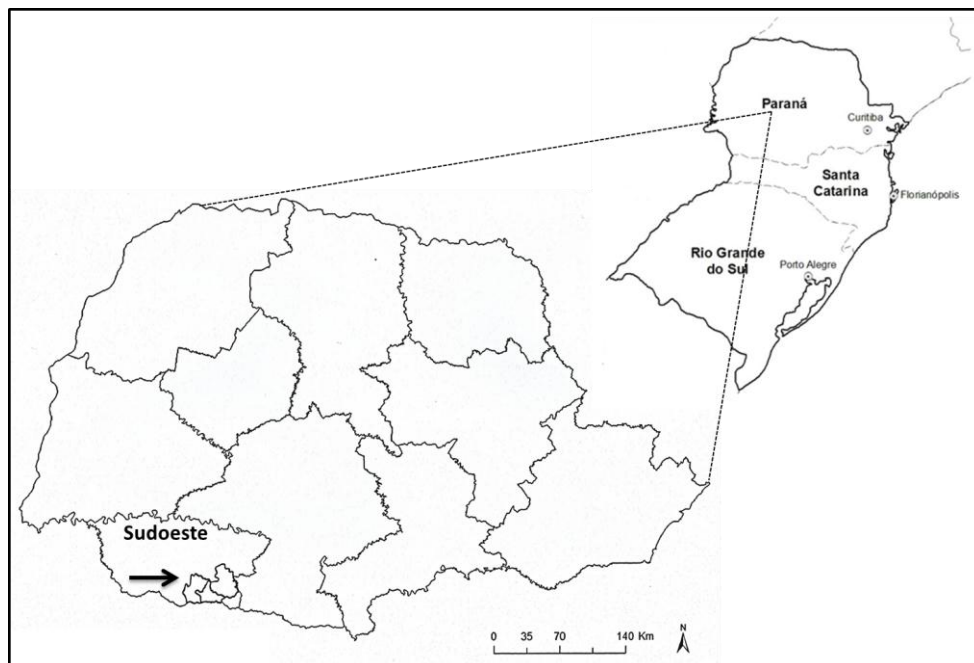 Paraná
Curitiba
Santa
Catarina
Florianópolis
Rio Grande
do Sul
Porto Alegre
Sudoeste
0 35 70 140 Km
N